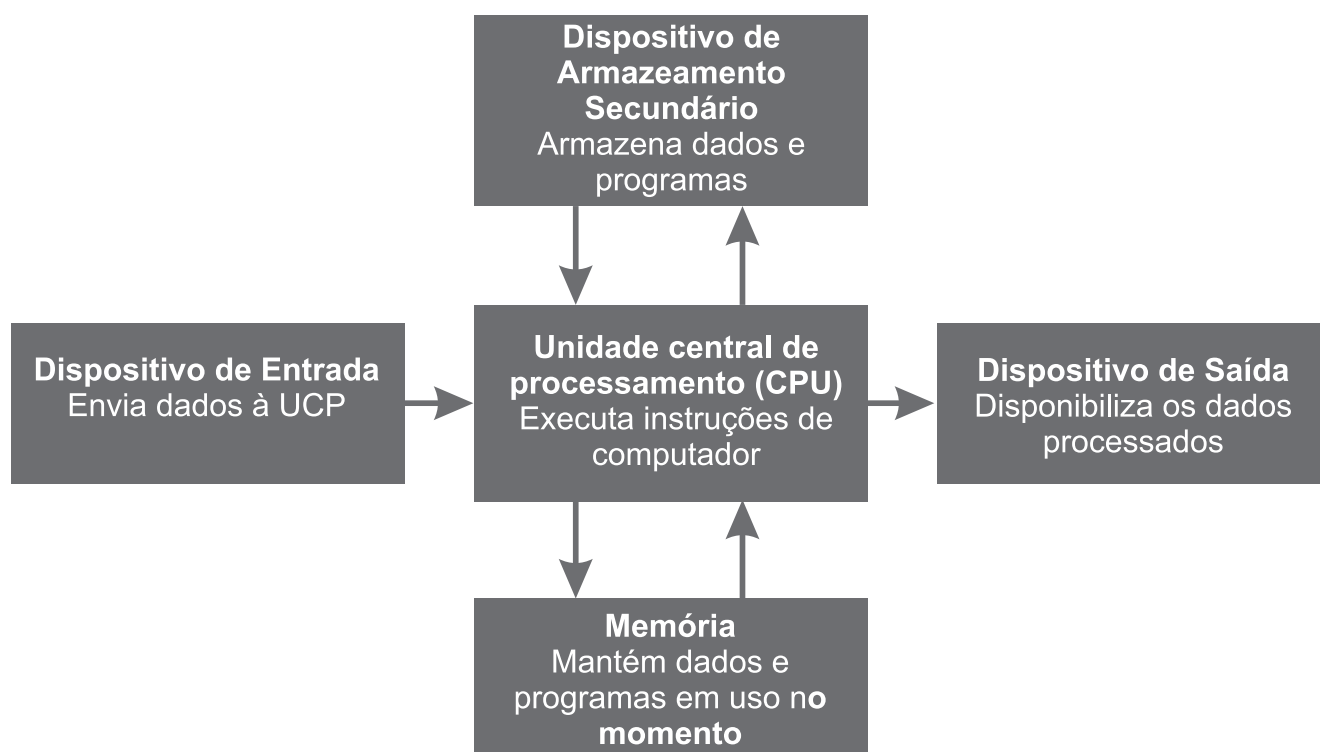 Dispositivo de
Armazeamento
Secundário
Armazena dados e
programas
Dispositivo de Entrada
Envia dados à UCP
Unidade central de
processamento (CPU)
Executa instruções de
computador
Dispositivo de Saída
Disponibiliza os dados
processados
Memória
Mantém dados e
programas em uso no
momento